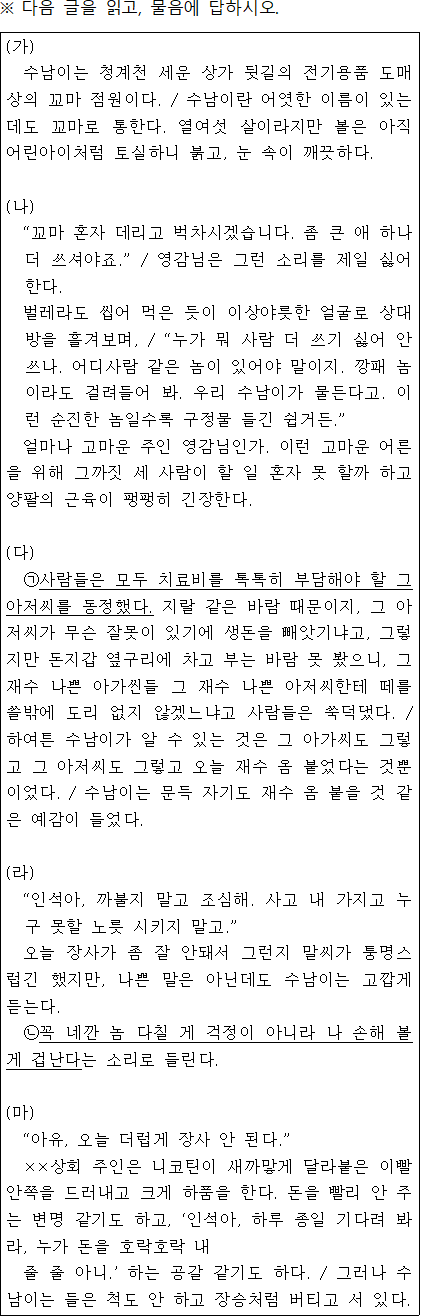 ※ 다음 글을 읽고, 물음에 답하시오.
(가)
수남이는 청계천 세운 상가 뒷길의 전기용품 도매
상의 꼬마 점원이다. / 수남이란 어엿한 이름이 있는
데도 꼬마로 통한다. 열여섯 살이라지만 볼은 아직
어린아이처럼 토실하니 붉고, 눈 속이 깨끗하다.
(나)
“꼬마 혼자 데리고 벅차시겠습니다. 좀 큰 애 하나
더 쓰셔야죠.” / 영감님은 그런 소리를 제일 싫어
한다.
벌레라도 씹어 먹은 듯이 이상야릇한 얼굴로 상대
방을 흘겨보며, / “누가 뭐 사람 더 쓰기 싫어 안
쓰나. 어디사람 같은 놈이 있어야 말이지. 깡패 놈
이라도 걸려들어 봐. 우리 수남이가 물든다고. 이
런 순진한 놈일수록 구정물 들긴 쉽거든.”
얼마나 고마운 주인 영감님인가. 이런 고마운 어른
을 위해 그까짓 세 사람이 할 일 혼자 못 할까 하고
양팔의 근육이 팽팽히 긴장한다.
(다)
㉠사람들은 모두 치료비를 톡톡히 부담해야 할 그
아저씨를 동정했다. 지랄 같은 바람 때문이지, 그 아
저씨가 무슨 잘못이 있기에 생돈을 빼앗기냐고, 그렇
지만 돈지갑 옆구리에 차고 부는 바람 못 봤으니, 그
재수 나쁜 아가씬들 그 재수 나쁜 아저씨한테 떼를
쓸밖에 도리 없지 않겠느냐고 사람들은 쑥덕댔다. /
하여튼 수남이가 알 수 있는 것은 그 아가씨도 그렇
고 그 아저씨도 그렇고 오늘 재수 옴 붙었다는 것뿐
이었다. / 수남이는 문득 자기도 재수 옴 붙을 것 같
은 예감이 들었다.
(라)
“인석아, 까불지 말고 조심해. 사고 내 가지고 누
구 못할 노릇 시키지 말고.”
오늘 장사가 좀 잘 안돼서 그런지 말씨가 퉁명스
럽긴 했지만, 나쁜 말은 아닌데도 수남이는 고깝게
듣는다.
㉡꼭 네깐 놈 다칠 게 걱정이 아니라 나 손해 볼
게 겁난다는 소리로 들린다.
(마)
“아유, 오늘 더럽게 장사 안 된다.”
××상회 주인은 니코틴이 새까맣게 달라붙은 이빨
안쪽을 드러내고 크게 하품을 한다. 돈을 빨리 안 주
는 변명 같기도 하고, ‘인석아, 하루 종일 기다려 봐
라, 누가 돈을 호락호락 내
줄 줄 아니.’ 하는 공갈 같기도 하다. / 그러나 수
남이는 들은 척도 안 하고 장승처럼 버티고 서 있다.